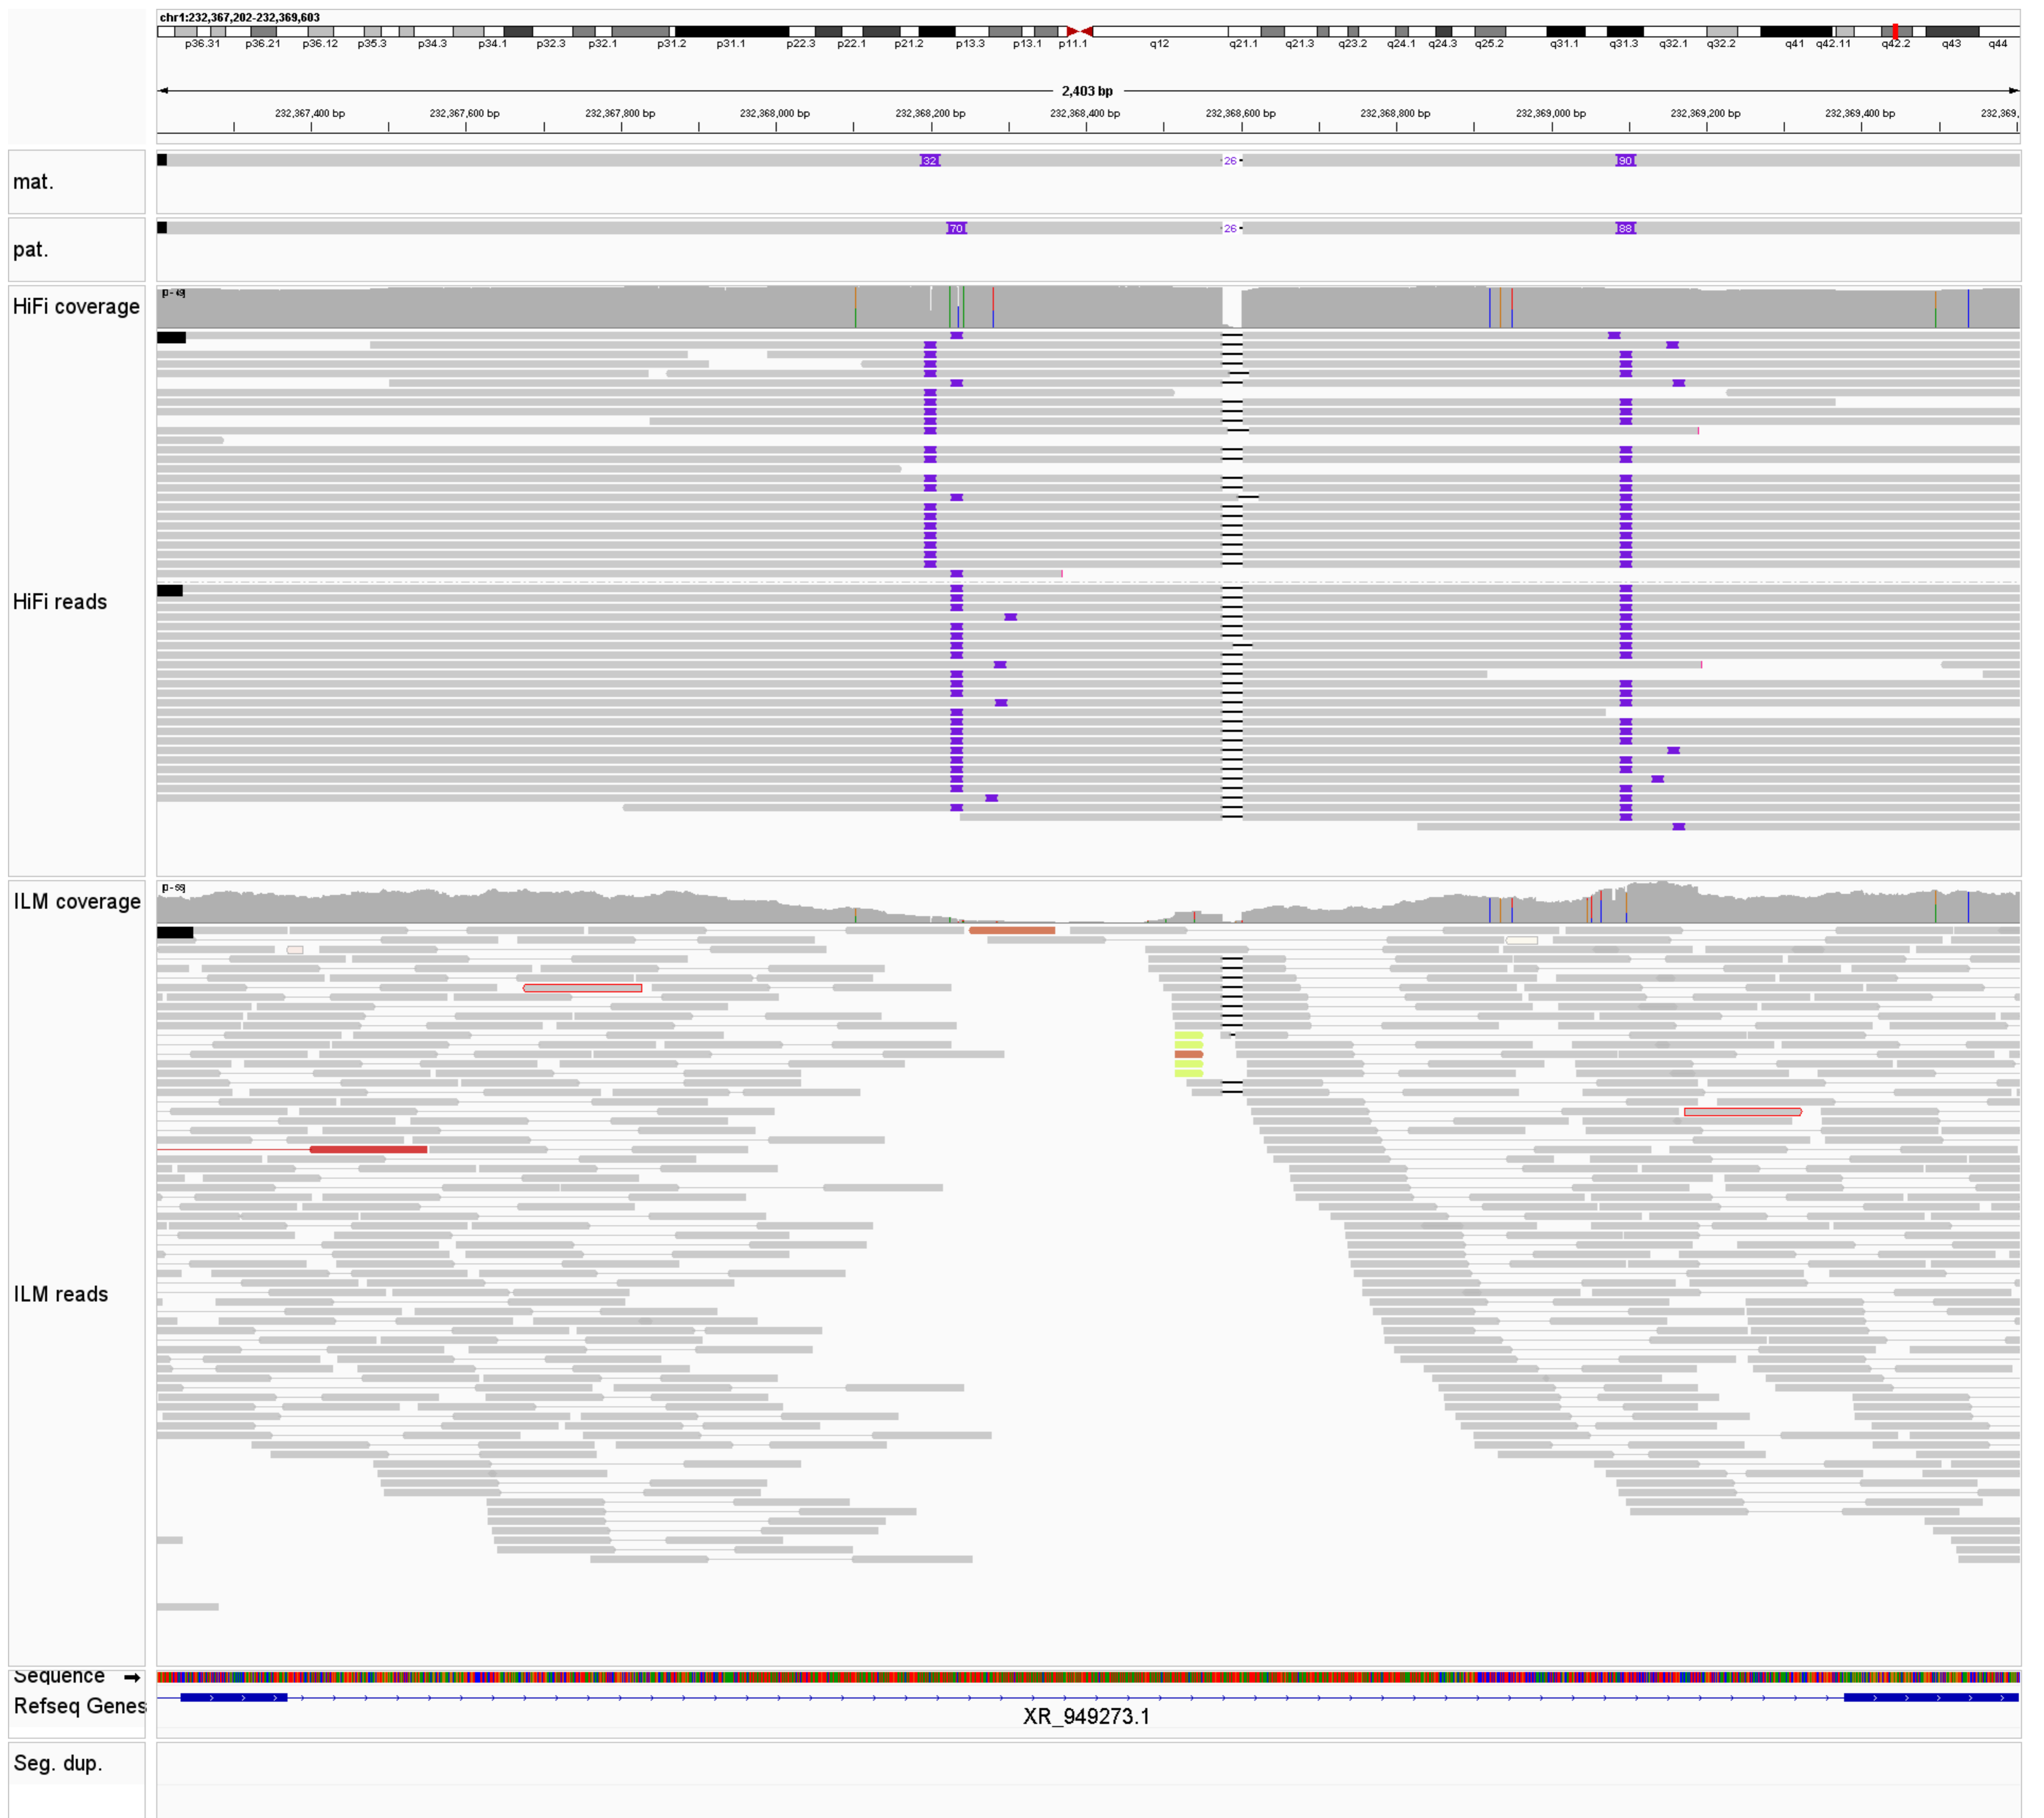 chr1:232,367,202-232,369,603
p36.31 p36.21 p36.12 p35.3 p34.3 p34.1 p32.3 p32.1 p31.2 p31.1 p22.3 p22.1 p21.2 p13.3 p13.1 p11.1 q12 q21.1 q21.3 q23.2 q24.1 q24.3 q25.2 q31.1 q31.3 q32.1 q32.2 q41 q42.11 q42.2 q43 q44
2,403 bp
232,367,400 bp 232,367,600 bp 232,367,800 bp 232,368,000 bp 232,368,200 bp 232,368,400 bp 232,368,600 bp 232,368,800 bp 232,369,000 bp 232,369,200 bp 232,369,400 bp 232,369,
mat. 32 26 90
pat. 70 26 88
HiFi coverage
HiFi reads
ILM coverage
ILM reads
Sequence
Refseq Genes
XR_949273.1
Seg. dup.